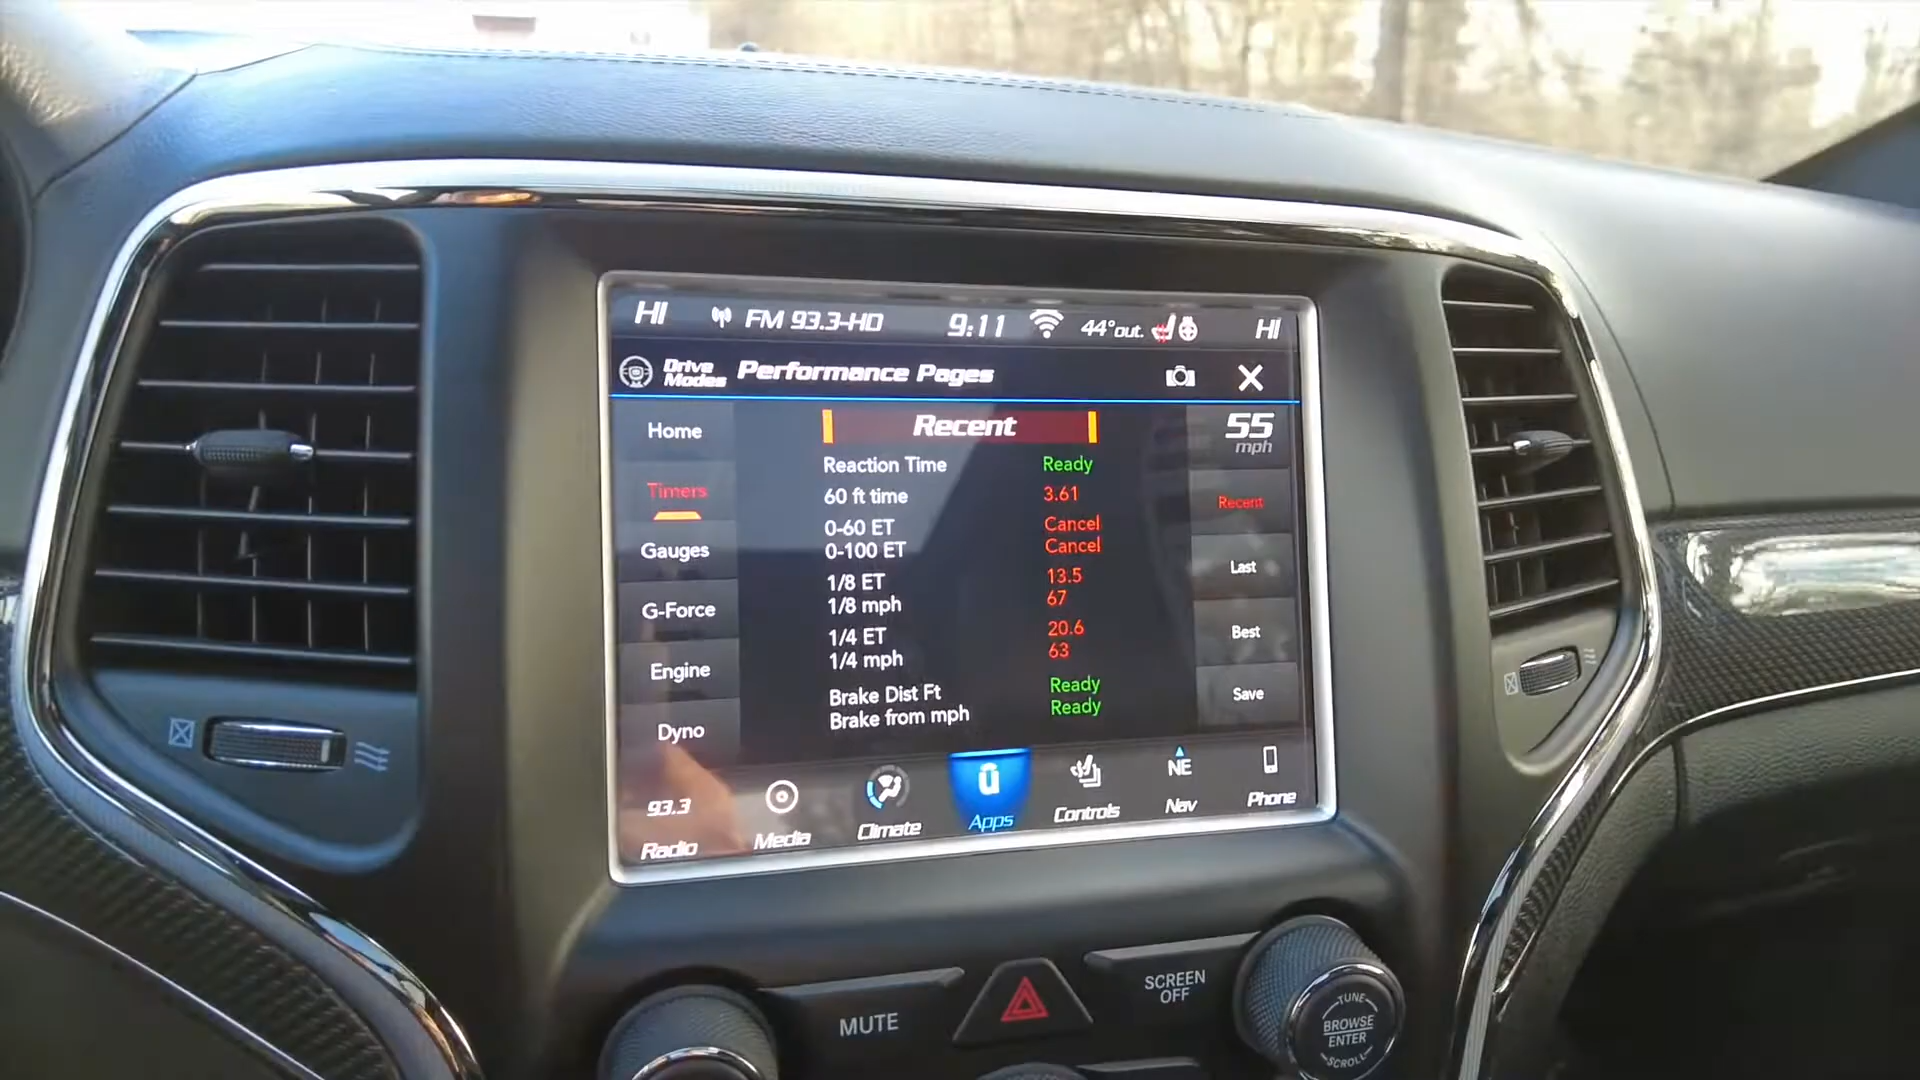 HI FM 93.3-HD 9:11 44° out. HI
Drive Modes Performance Pages
Home
Timers
Gauges
G-Force
Engine
Dyno
Recent
Reaction Time Ready
60 ft time 3.61
0-60 ET Cancel
0-100 ET Cancel
1/8 ET 13.5
1/8 mph 67
1/4 ET 20.6
1/4 mph 63
Brake Dist Ft Ready
Brake from mph Ready
55
mph
Recent
Last
Best
Save
93.3
Radio
Media
Climate
Apps
Controls
NE
Nav
Phone
MUTE
SCREEN
OFF
TUNE
BROWSE
ENTER
SCROLL